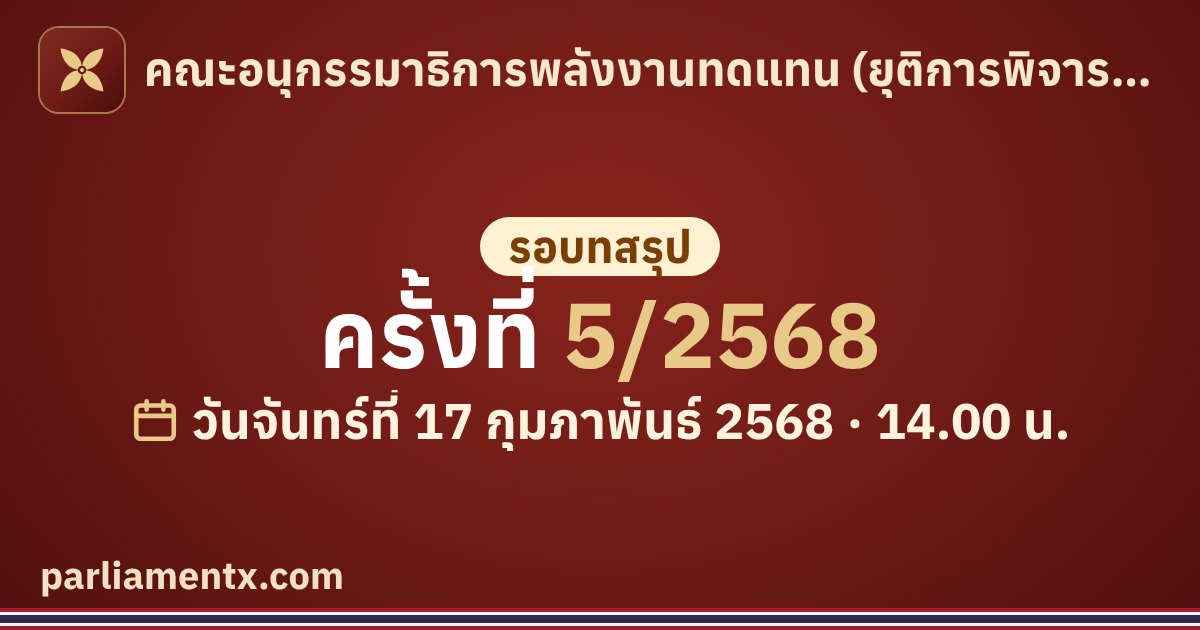 คณะอนุกรรมาธิการพลังงานทดแทน (ยุติการพิจาร...
รอบทสรุป
ครั้งที่ 5/2568
วันจันทร์ที่ 17 กุมภาพันธ์ 2568 · 14.00 น.
parliamentx.com